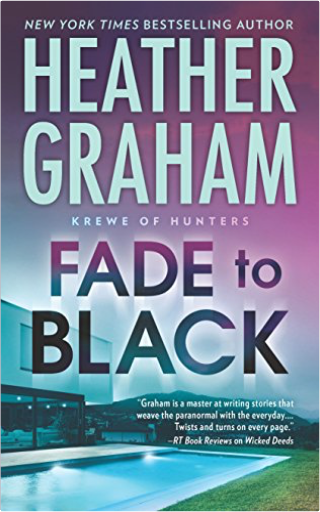 NEW YORK TIMES BESTSELLING AUTHOR
HEATHER
GRAHAM
KREWE OF HUNTERS
FADE to
BLACK
"Graham is a master at writing stories that
weave the paranormal with the everyday....
Twists and turns on every page."
–RT Book Reviews on Wicked Deeds